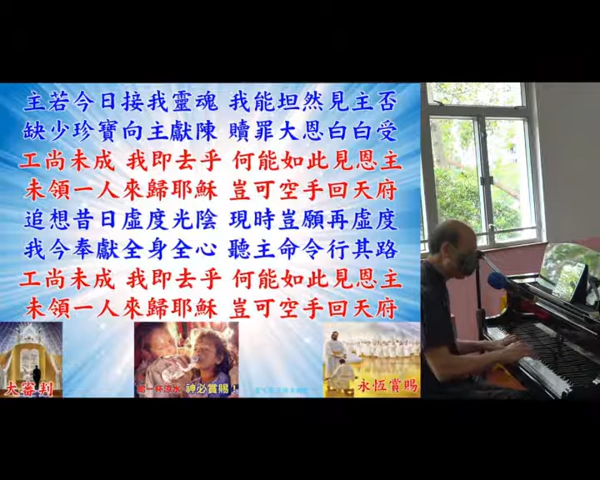 主若今日接我靈魂 我能坦然見主否
缺少珍寶向主獻陳 贖罪大恩白白受
工尚未成 我即去乎 何能如此見恩主
未領一人來歸耶穌 豈可空手回天府
追想昔日虛度光陰 現時豈願再虛度
我今奉獻全身全心 聽主命令行其路
工尚未成 我即去乎 何能如此見恩主
未領一人來歸耶穌 豈可空手回天府
大審判
一杯涼水 神必賞賜！
永恆賞賜